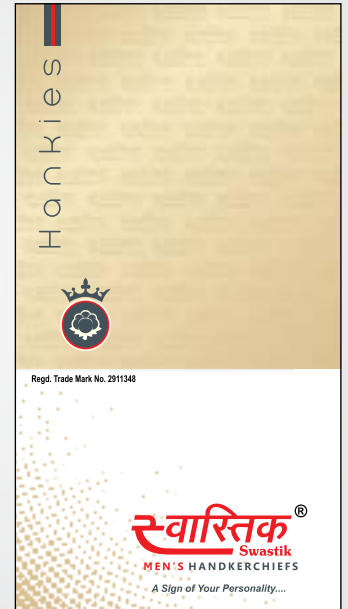 Hankies
Regd. Trade Mark No. 2911348
स्वास्तिक®
Swastik
MEN'S HANDKERCHIEFS
A Sign of Your Personality....